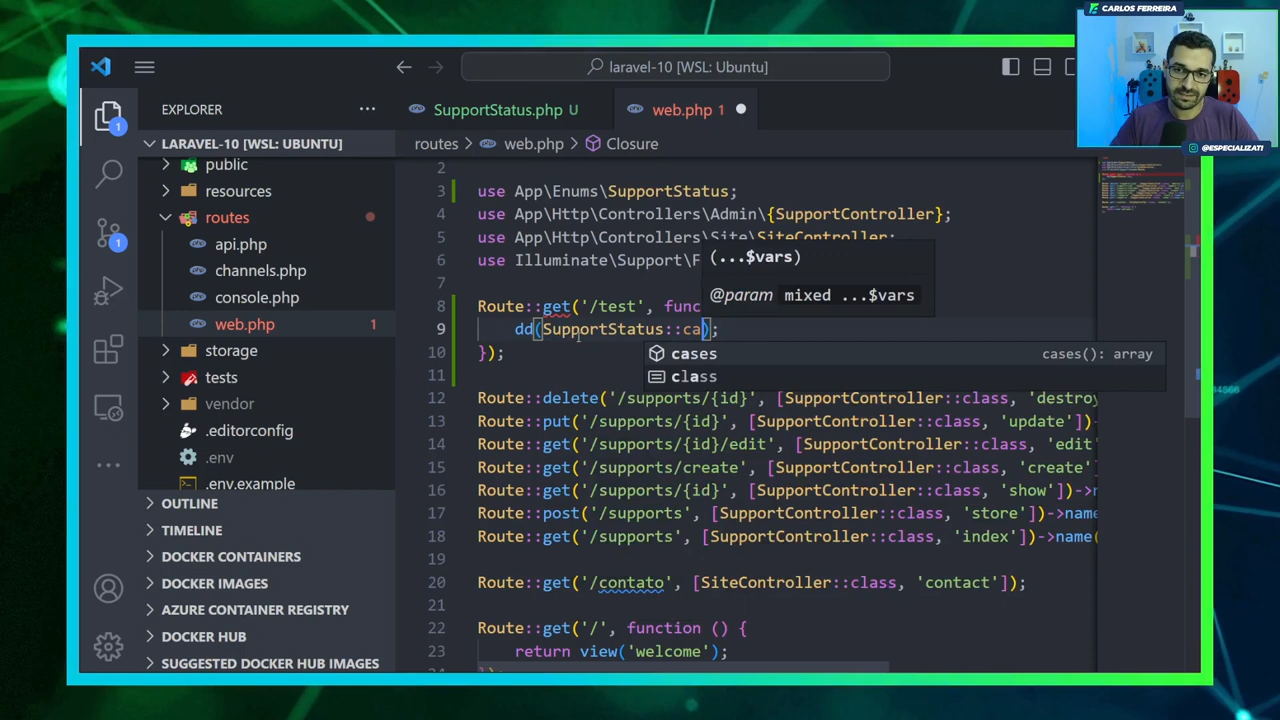 CARLOS FERREIRA
@ESPECIALIZATI
laravel-10 [WSL: Ubuntu]
EXPLORER
SupportStatus.php U
web.php 1
LARAVEL-10 [WSL: UBUNTU]
routes > web.php > Closure
1
public
resources
routes
api.php
channels.php
console.php
web.php 1
storage
tests
vendor
.editorconfig
.env
.env.example
OUTLINE
TIMELINE
DOCKER CONTAINERS
DOCKER IMAGES
AZURE CONTAINER REGISTRY
DOCKER HUB
SUGGESTED DOCKER HUB IMAGES
1
2
3 use App\Enums\SupportStatus;
4 use App\Http\Controllers\Admin\{SupportController};
5 use App\Http\Controllers\Site\SiteController;
6 use Illuminate\Support\F
(...$vars)
@param mixed ...$vars
7
8 Route::get('/test', func
9 dd(SupportStatus::ca);
10 });
cases cases(): array
class
11
12 Route::delete('/supports/{id}', [SupportController::class, 'destroy
13 Route::put('/supports/{id}', [SupportController::class, 'update'])-
14 Route::get('/supports/{id}/edit', [SupportController::class, 'edit'
15 Route::get('/supports/create', [SupportController::class, 'create']
16 Route::get('/supports/{id}', [SupportController::class, 'show'])->n
17 Route::post('/supports', [SupportController::class, 'store'])->name
18 Route::get('/supports', [SupportController::class, 'index'])->name(
19
20 Route::get('/contato', [SiteController::class, 'contact']);
21
22 Route::get('/', function () {
23 return view('welcome');